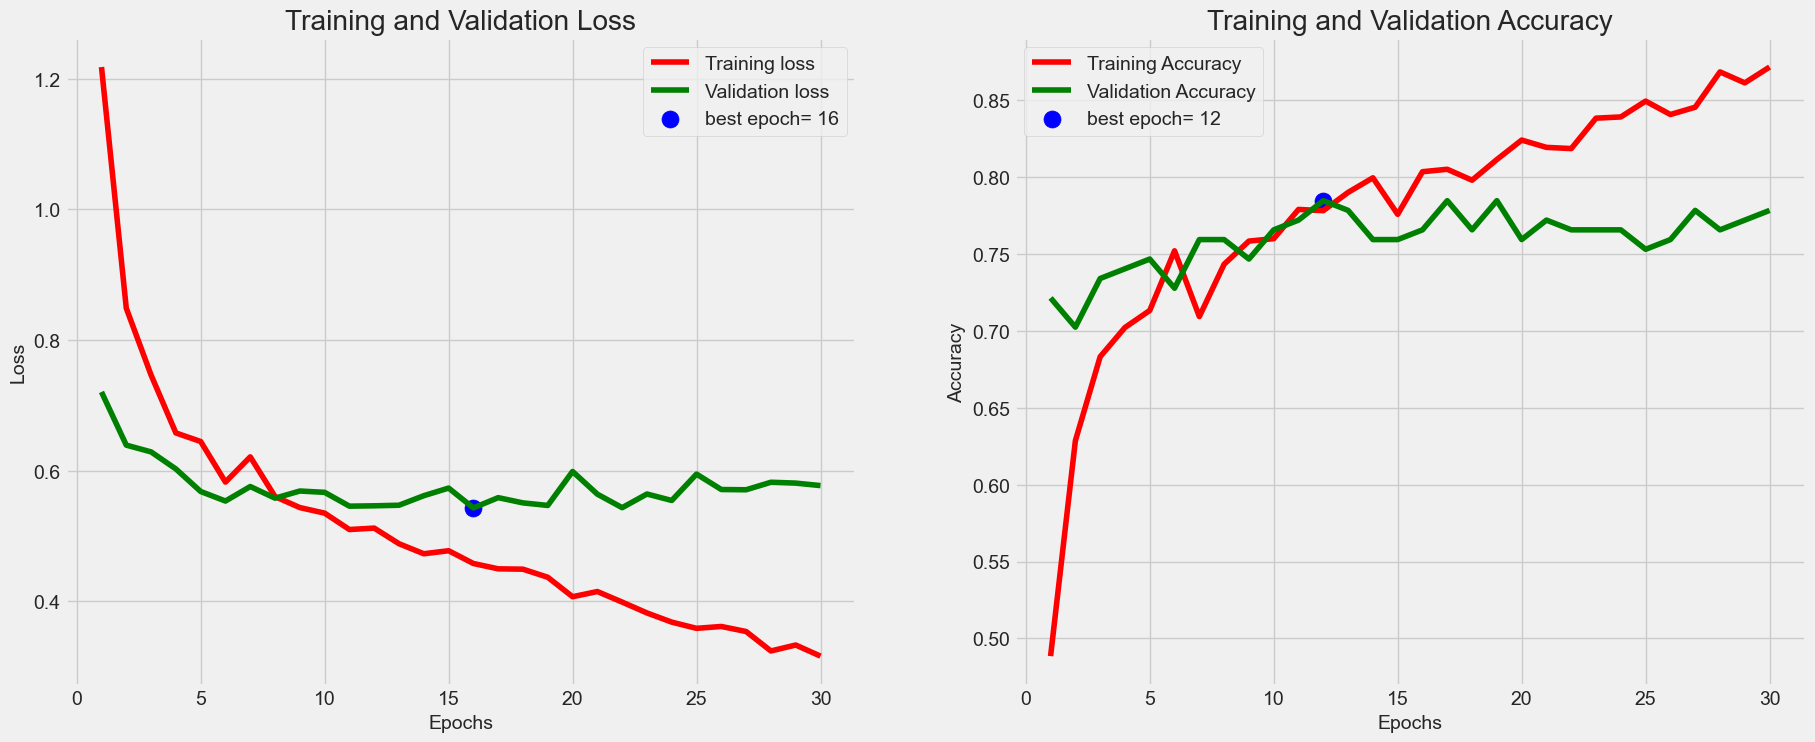 Training and Validation Loss
Training loss
Validation loss
best epoch= 16
1.2
1.0
0.8
0.6
0.4
Loss
0 5 10 15 20 25 30
Epochs
Training and Validation Accuracy
Training Accuracy
Validation Accuracy
best epoch= 12
0.85
0.80
0.75
0.70
0.65
0.60
0.55
0.50
Accuracy
0 5 10 15 20 25 30
Epochs